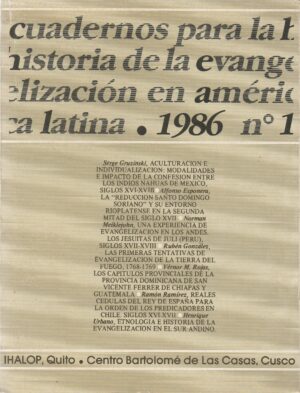 cuadernos para la h
historia de la evange
elización en améric
ca latina . 1986 n° 1
Serge Gruzinski, ACULTURACION E
INDIVIDUALIZACION: MODALIDADES
E IMPACTO DE LA CONFESION ENTRE
LOS INDIOS NAHUAS DE MEXICO,
SIGLOS XVI-XVIII • Alfonso Esponera,
LA "REDUCCION SANTO DOMINGO
SORIANO" Y SU ENTORNO
RIOPLATENSE EN LA SEGUNDA
MITAD DEL SIGLO XVII • Norman
Meiklejohn, UNA EXPERIENCIA DE
EVANGELIZACION EN LOS ANDES.
LOS JESUITAS DE JULI (PERU),
SIGLOS XVII-XVIII • Rubén González,
LAS PRIMERAS TENTATIVAS DE
EVANGELIZACION DE LA TIERRA DEL
FUEGO, 1768-1769 • Vérnor M. Rojas,
LOS CAPITULOS PROVINCIALES DE LA
PROVINCIA DOMINICANA DE SAN
VICENTE FERRER DE CHIAPAS Y
GUATEMALA • Ramón Ramírez, REALES
CEDULAS DEL REY DE ESPAÑA PARA
LA ORDEN DE LOS PREDICADORES EN
CHILE. SIGLOS XVI-XVII • Henrique
Urbano, ETNOLOGIA E HISTORIA DE LA
EVANGELIZACION EN EL SUR ANDINO.
IHALOP, Quito • Centro Bartolomé de Las Casas, Cusco